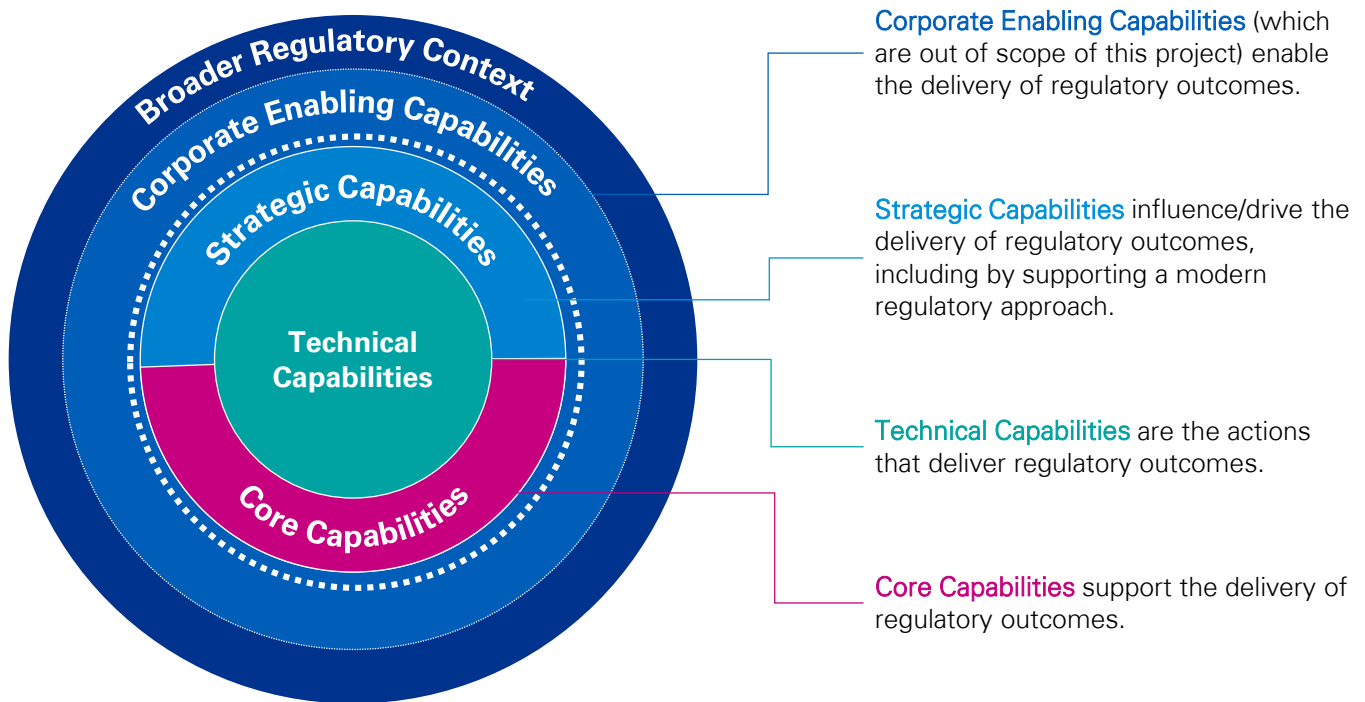 Broader Regulatory Context
Corporate Enabling Capabilities
Strategic Capabilities
Technical
Capabilities
Core Capabilities
Corporate Enabling Capabilities (which
are out of scope of this project) enable
the delivery of regulatory outcomes.
Strategic Capabilities influence/drive the
delivery of regulatory outcomes,
including by supporting a modern
regulatory approach.
Technical Capabilities are the actions
that deliver regulatory outcomes.
Core Capabilities support the delivery of
regulatory outcomes.